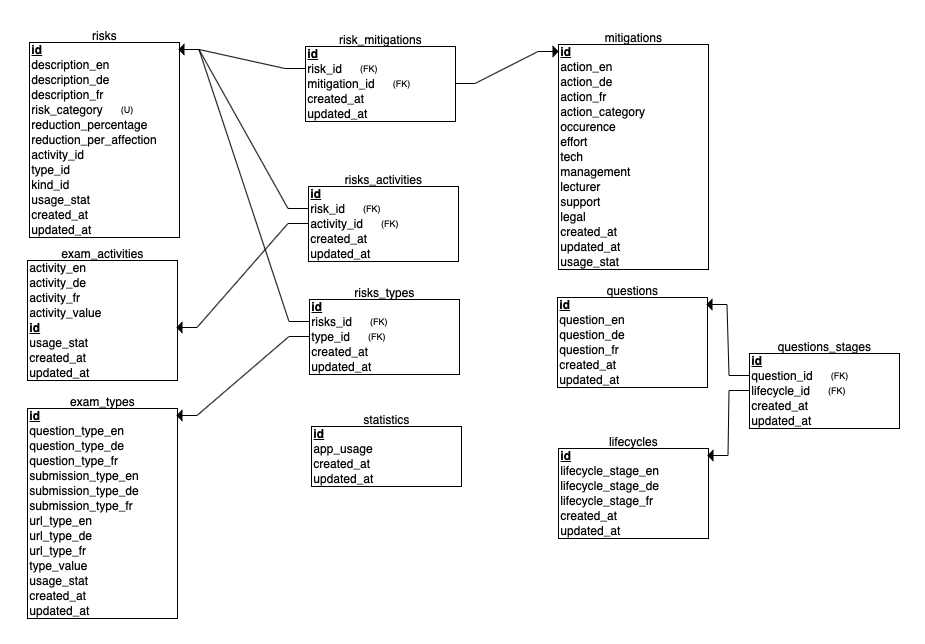 risks
id
description_en
description_de
description_fr
risk_category (U)
reduction_percentage
reduction_per_affection
activity_id
type_id
kind_id
usage_stat
created_at
updated_at
exam_activities
activity_en
activity_de
activity_fr
activity_value
id
usage_stat
created_at
updated_at
exam_types
id
question_type_en
question_type_de
question_type_fr
submission_type_en
submission_type_de
submission_type_fr
url_type_en
url_type_de
url_type_fr
type_value
usage_stat
created_at
updated_at
risk_mitigations
id
risk_id (FK)
mitigation_id (FK)
created_at
updated_at
risks_activities
id
risk_id (FK)
activity_id (FK)
created_at
updated_at
risks_types
id
risks_id (FK)
type_id (FK)
created_at
updated_at
statistics
id
app_usage
created_at
updated_at
mitigations
id
action_en
action_de
action_fr
action_category
occurence
effort
tech
management
lecturer
support
legal
created_at
updated_at
usage_stat
questions
id
question_en
question_de
question_fr
created_at
updated_at
lifecycles
id
lifecycle_stage_en
lifecycle_stage_de
lifecycle_stage_fr
created_at
updated_at
questions_stages
id
question_id (FK)
lifecycle_id (FK)
created_at
updated_at